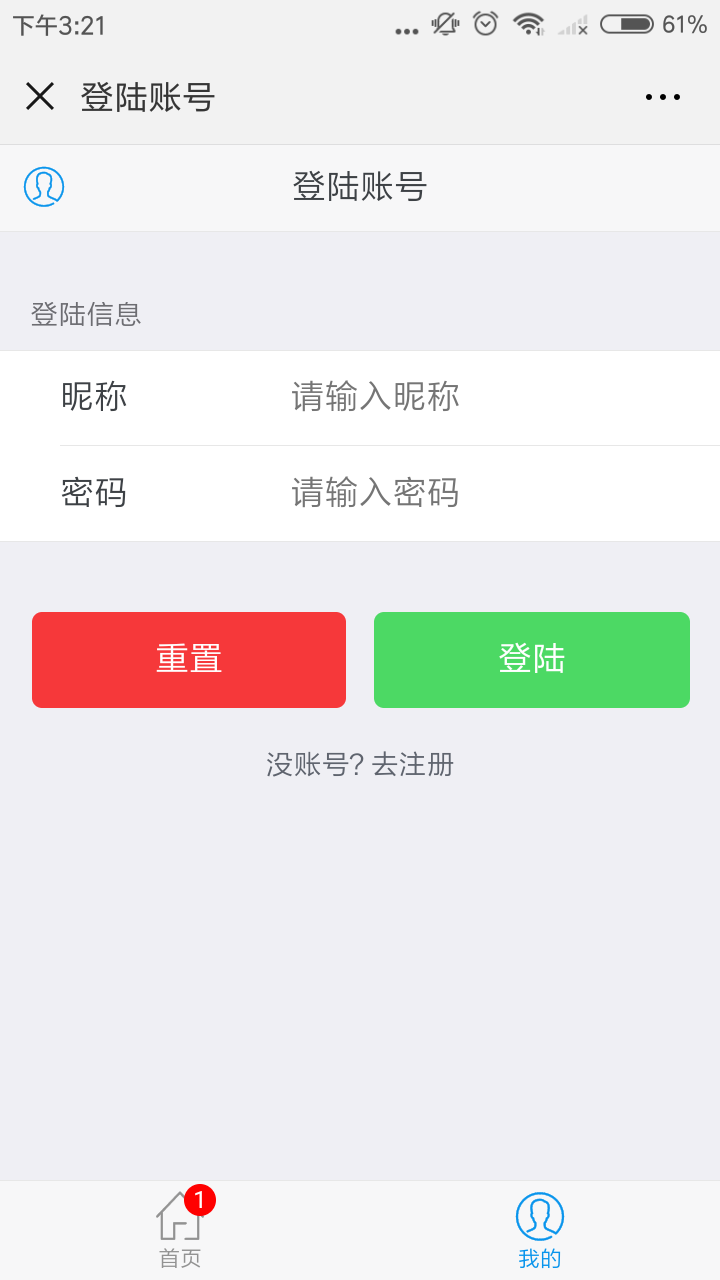 下午3:21 61%
登陆账号
登陆账号
登陆信息
昵称 请输入昵称
密码 请输入密码
重置 登陆
没账号? 去注册
1
首页 我的